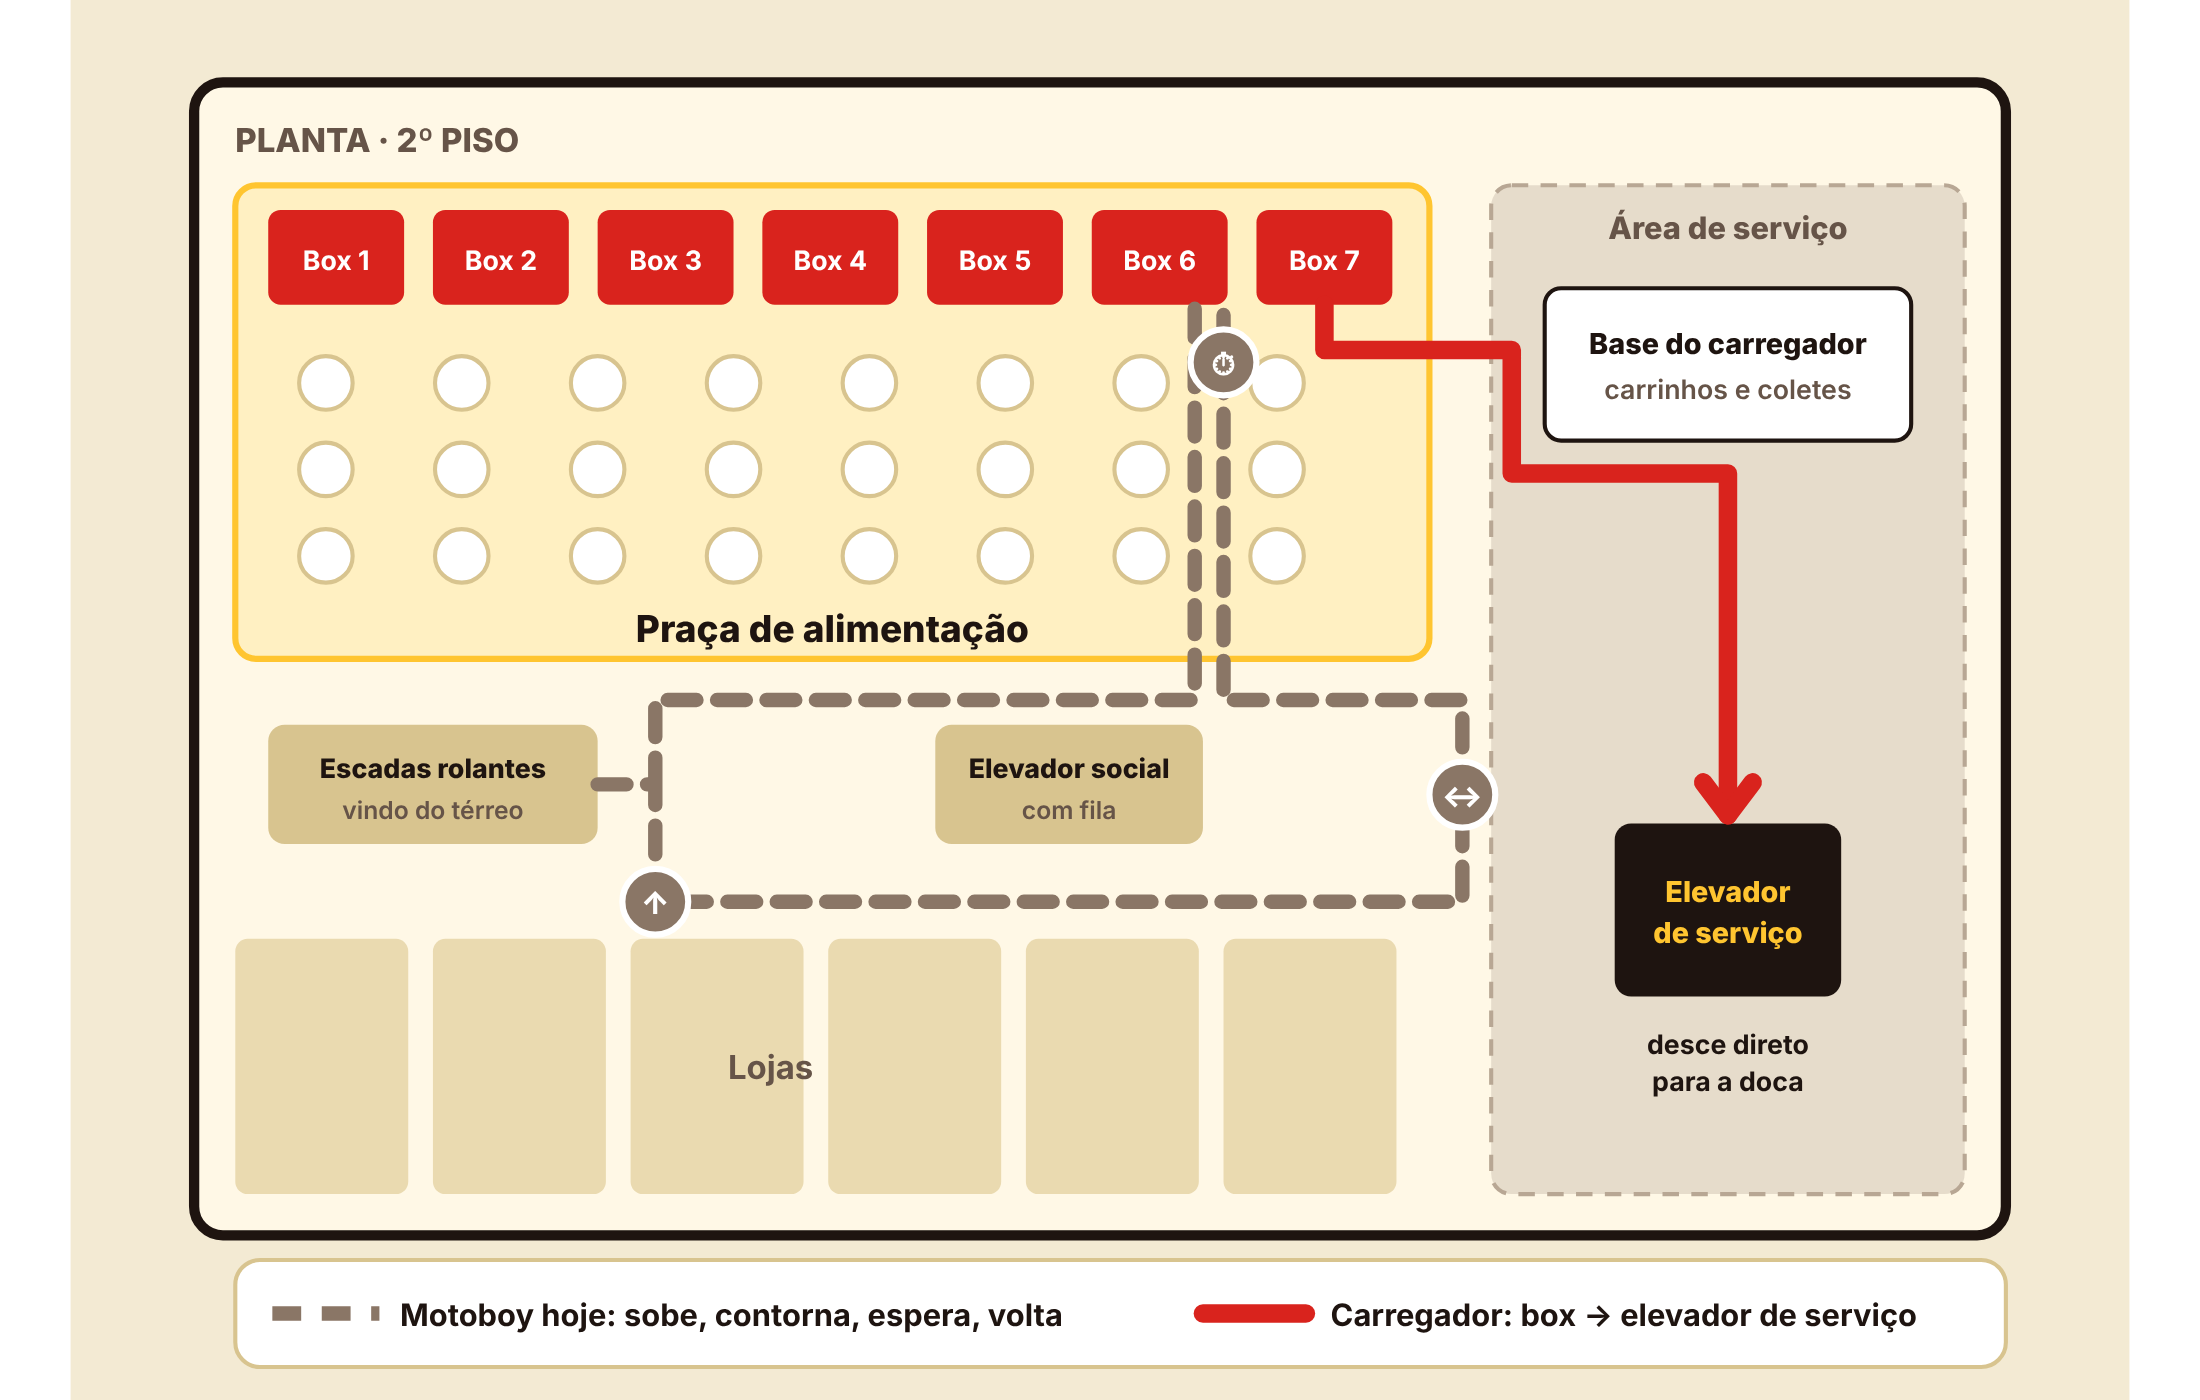 PLANTA · 2º PISO
Box 1
Box 2
Box 3
Box 4
Box 5
Box 6
Box 7
Praça de alimentação
Área de serviço
Base do carregador
carrinhos e coletes
Escadas rolantes
vindo do térreo
Elevador social
com fila
Elevador
de serviço
desce direto
para a doca
Lojas
Motoboy hoje: sobe, contorna, espera, volta
Carregador: box → elevador de serviço